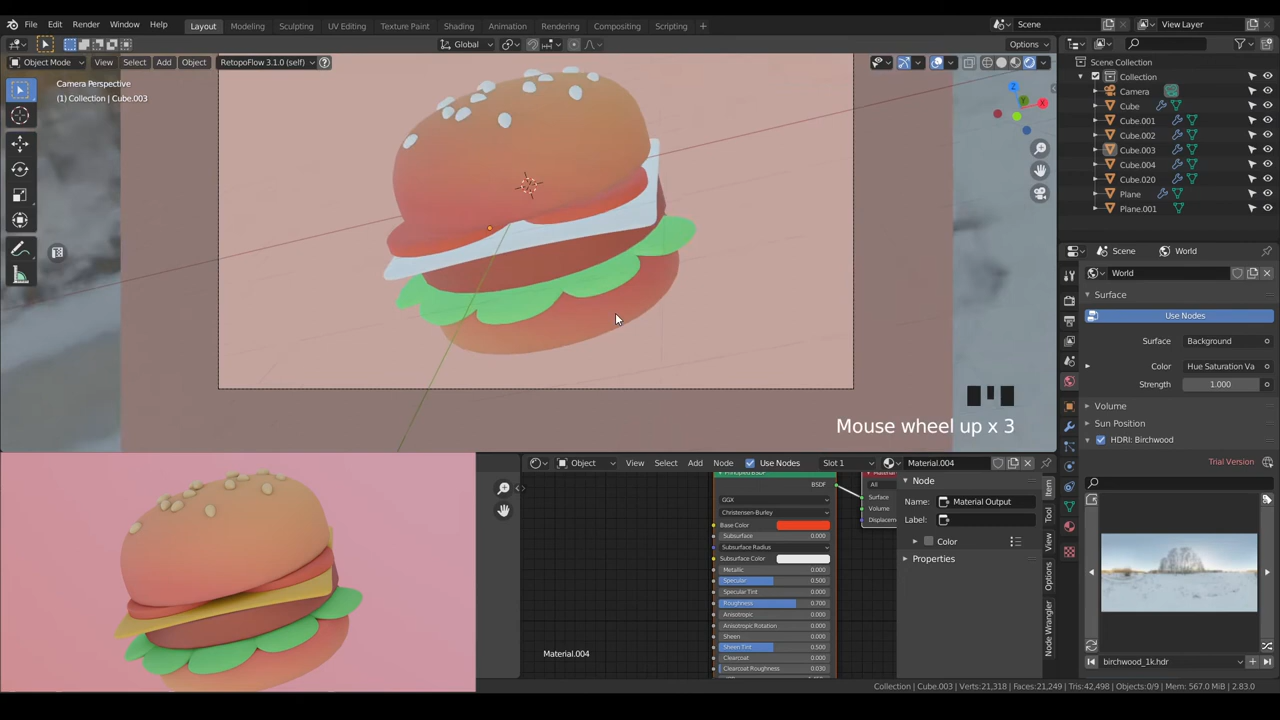 File Edit Render Window Help Layout Modeling Sculpting UV Editing Texture Paint Shading Animation Rendering Compositing Scripting + Scene View Layer
Global Options
Object Mode View Select Add Object RetopoFlow 3.1.0 (self)
Camera Perspective
(1) Collection | Cube.003
Scene Collection
Collection
Camera
Cube
Cube.001
Cube.002
Cube.003
Cube.004
Cube.020
Plane
Plane.001
Scene World
World
Surface
Use Nodes
Surface Background
Color Hue Saturation Va
Strength 1.000
Volume
Sun Position
HDRI: Birchwood
Trial Version
birchwood_1k.hdr
Mouse wheel up x 3
Object View Select Add Node Use Nodes Slot 1 Material.004
BSDF
GGX
Christensen-Burley
Base Color
Subsurface 0.000
Subsurface Radius
Subsurface Color
Metallic 0.000
Specular 0.500
Specular Tint 0.000
Roughness 0.700
Anisotropic 0.000
Anisotropic Rotation 0.000
Sheen 0.000
Sheen Tint 0.500
Clearcoat 0.000
Clearcoat Roughness 0.030
All
Surface
Volume
Displacem
Node
Name: Material Output
Label:
Color
Properties
Item
Tool
View
Options
Node Wrangler
Material.004
Collection | Cube.003 | Verts:21,318 | Faces:21,249 | Tris:42,498 | Objects:0/9 | Mem: 567.0 MiB | 2.83.0